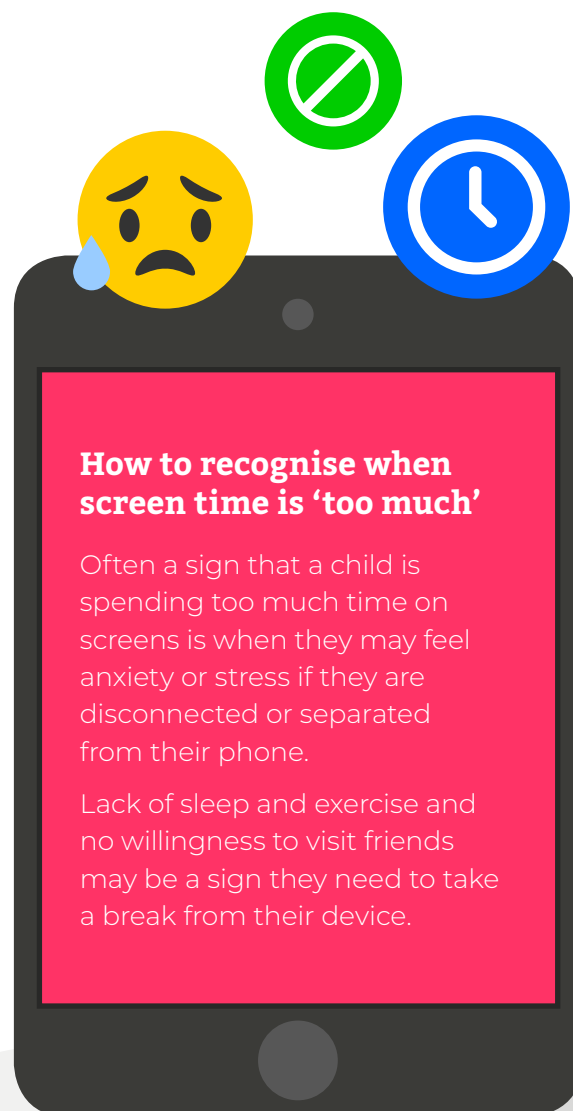 How to recognise when
screen time is ‘too much’
Often a sign that a child is
spending too much time on
screens is when they may feel
anxiety or stress if they are
disconnected or separated
from their phone.
Lack of sleep and exercise and
no willingness to visit friends
may be a sign they need to take
a break from their device.